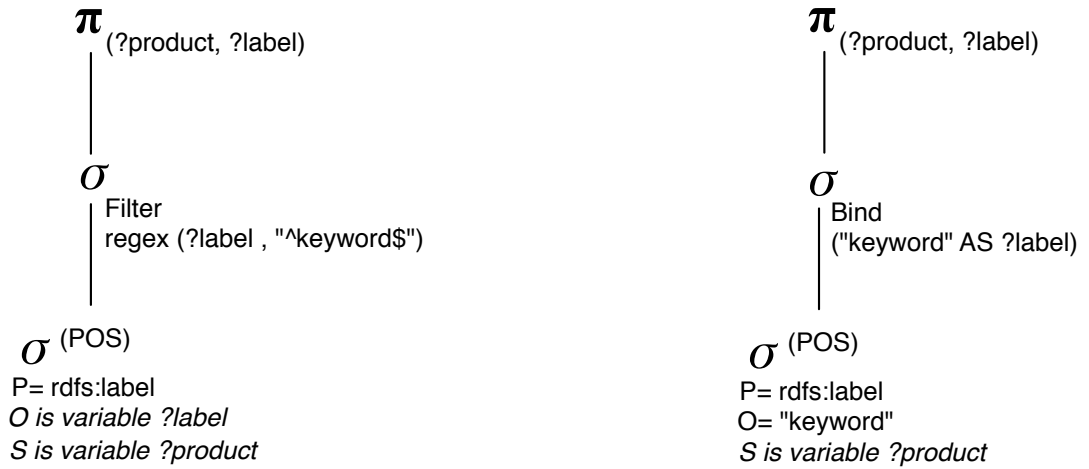 π (?product, ?label)
σ
Filter
regex (?label , "^keyword$")
σ (POS)
P= rdfs:label
O is variable ?label
S is variable ?product
π (?product, ?label)
σ
Bind
("keyword" AS ?label)
σ (POS)
P= rdfs:label
O= "keyword"
S is variable ?product